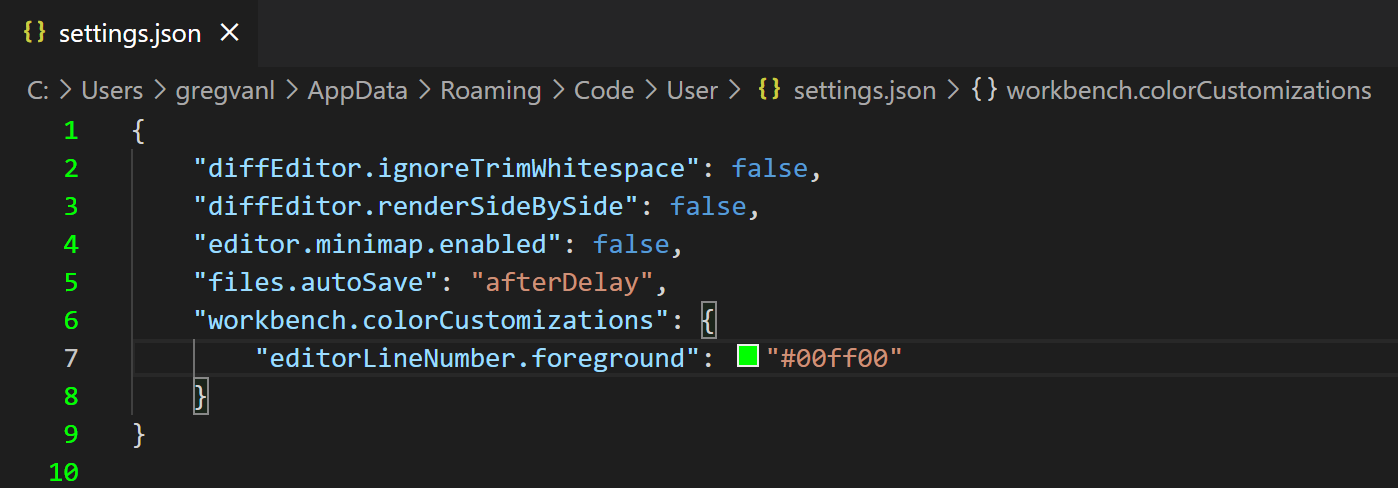 {} settings.json ×
C: > Users > gregvanl > AppData > Roaming > Code > User > {} settings.json > {} workbench.colorCustomizations
1 {
2     "diffEditor.ignoreTrimWhitespace": false,
3     "diffEditor.renderSideBySide": false,
4     "editor.minimap.enabled": false,
5     "files.autoSave": "afterDelay",
6     "workbench.colorCustomizations": {
7         "editorLineNumber.foreground": "#00ff00"
8     }
9 }
10